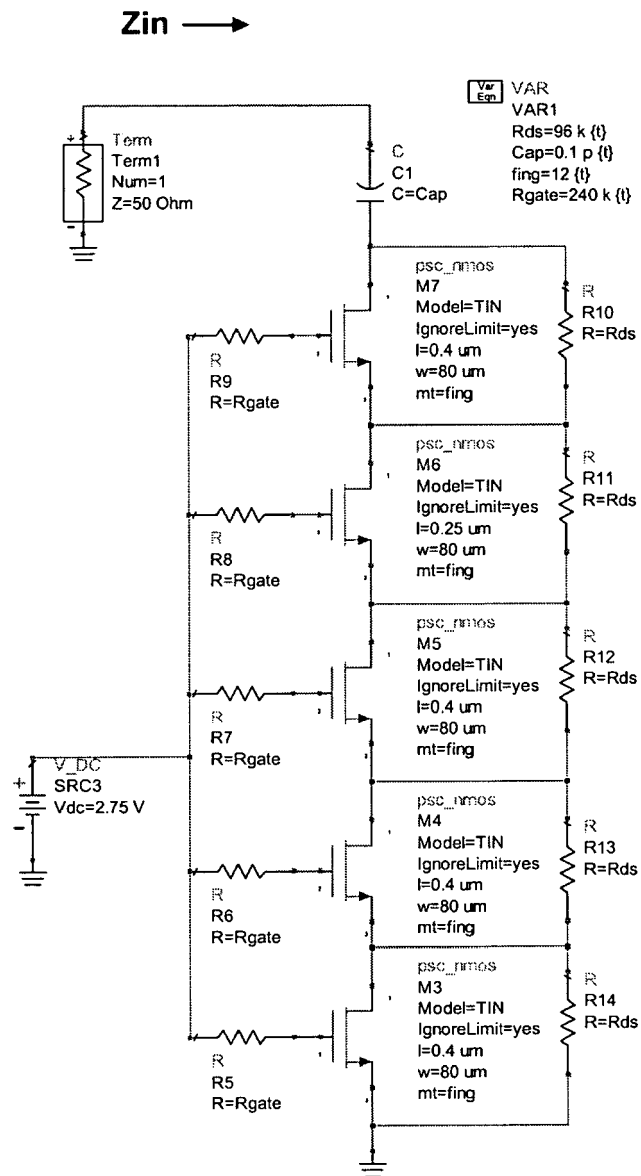 Zin
Var
Eqn
VAR
VAR1
Rds=96 k {t}
Cap=0.1 p {t}
fing=12 {t}
Rgate=240 k {t}
Term
Term1
Num=1
Z=50 Ohm
C
C1
C=Cap
psc_nmos
M7
Model=TIN
IgnoreLimit=yes
l=0.4 um
w=80 um
mt=fing
R
R10
R=Rds
R
R9
R=Rgate
psc_nmos
M6
Model=TIN
IgnoreLimit=yes
l=0.25 um
w=80 um
mt=fing
R
R11
R=Rds
R
R8
R=Rgate
psc_nmos
M5
Model=TIN
IgnoreLimit=yes
l=0.4 um
w=80 um
mt=fing
R
R12
R=Rds
R
R7
R=Rgate
V_DC
SRC3
Vdc=2.75 V
psc_nmos
M4
Model=TIN
IgnoreLimit=yes
l=0.4 um
w=80 um
mt=fing
R
R13
R=Rds
R
R6
R=Rgate
psc_nmos
M3
Model=TIN
IgnoreLimit=yes
l=0.4 um
w=80 um
mt=fing
R
R14
R=Rds
R
R5
R=Rgate